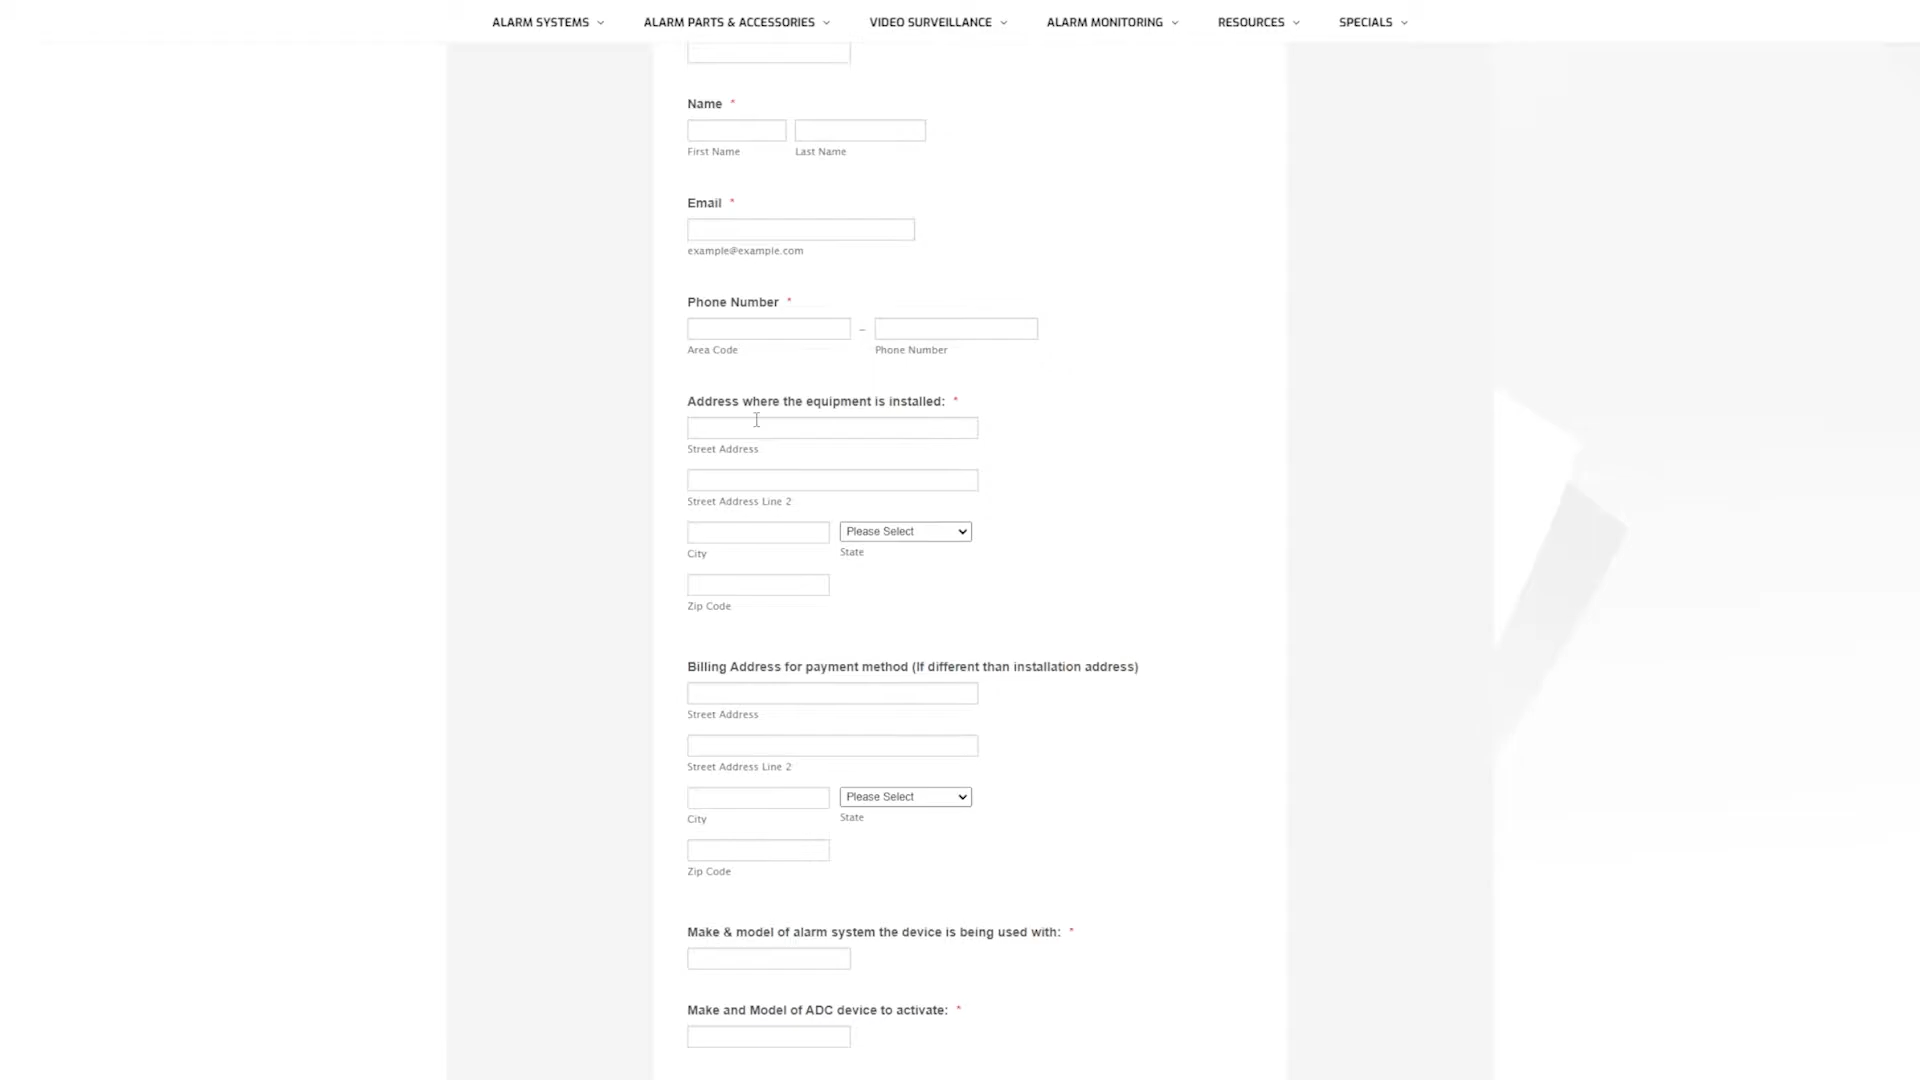 ALARM SYSTEMS ALARM PARTS & ACCESSORIES VIDEO SURVEILLANCE ALARM MONITORING RESOURCES SPECIALS
Name *
First Name Last Name
Email *
example@example.com
Phone Number *
–
Area Code Phone Number
Address where the equipment is installed: *
Street Address
Street Address Line 2
Please Select
City State
Zip Code
Billing Address for payment method (If different than installation address)
Street Address
Street Address Line 2
Please Select
City State
Zip Code
Make & model of alarm system the device is being used with: *
Make and Model of ADC device to activate: *